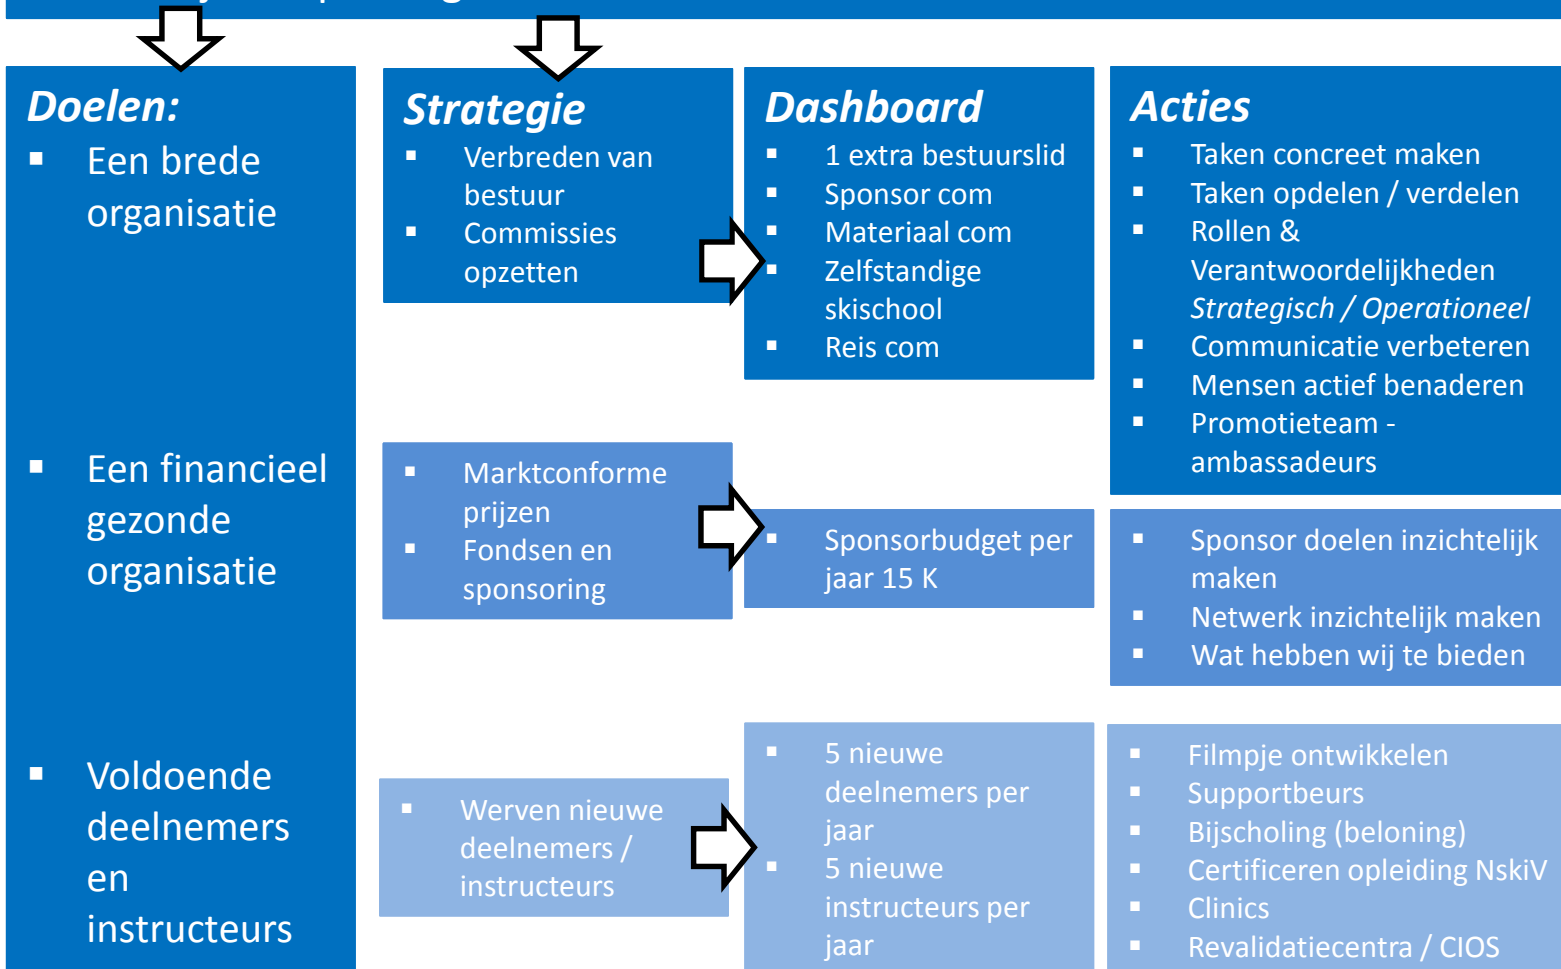 Doelen:
Een brede
organisatie
Een financieel
gezonde
organisatie
Voldoende
deelnemers
en
instructeurs
Strategie
Verbreden van
bestuur
Commissies
opzetten
Marktconforme
prijzen
Fondsen en
sponsoring
Werven nieuwe
deelnemers /
instructeurs
Dashboard
1 extra bestuurslid
Sponsor com
Materiaal com
Zelfstandige
skischool
Reis com
Sponsorbudget per
jaar 15 K
5 nieuwe
deelnemers per
jaar
5 nieuwe
instructeurs per
jaar
Acties
Taken concreet maken
Taken opdelen / verdelen
Rollen &
Verantwoordelijkheden
Strategisch / Operationeel
Communicatie verbeteren
Mensen actief benaderen
Promotieteam -
ambassadeurs
Sponsor doelen inzichtelijk
maken
Netwerk inzichtelijk maken
Wat hebben wij te bieden
Filmpje ontwikkelen
Supportbeurs
Bijscholing (beloning)
Certificeren opleiding NskiV
Clinics
Revalidatiecentra / CIOS